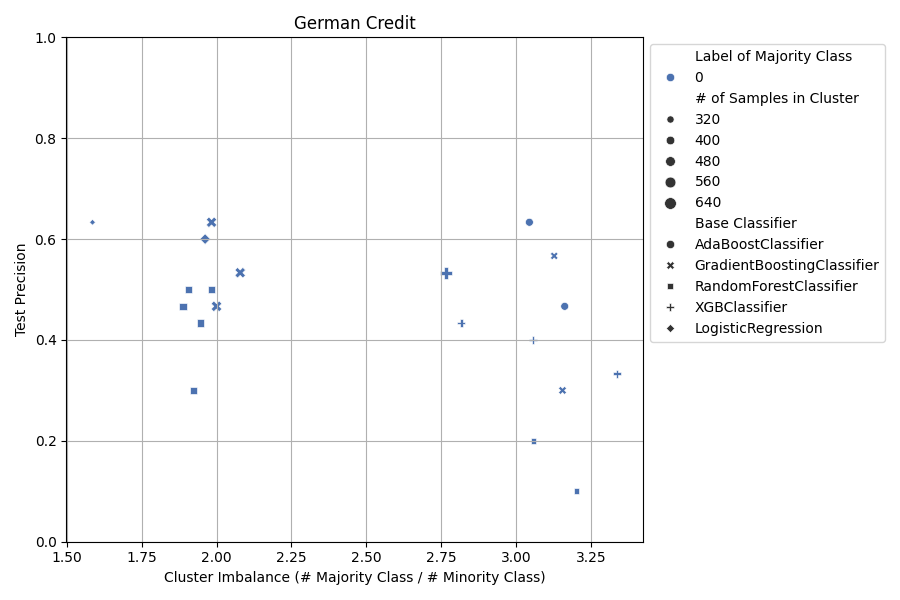 German Credit
1.0
0.8
0.6
0.4
0.2
0.0
Test Precision
1.50 1.75 2.00 2.25 2.50 2.75 3.00 3.25
Cluster Imbalance (# Majority Class / # Minority Class)
Label of Majority Class
0
# of Samples in Cluster
320
400
480
560
640
Base Classifier
AdaBoostClassifier
GradientBoostingClassifier
RandomForestClassifier
XGBClassifier
LogisticRegression